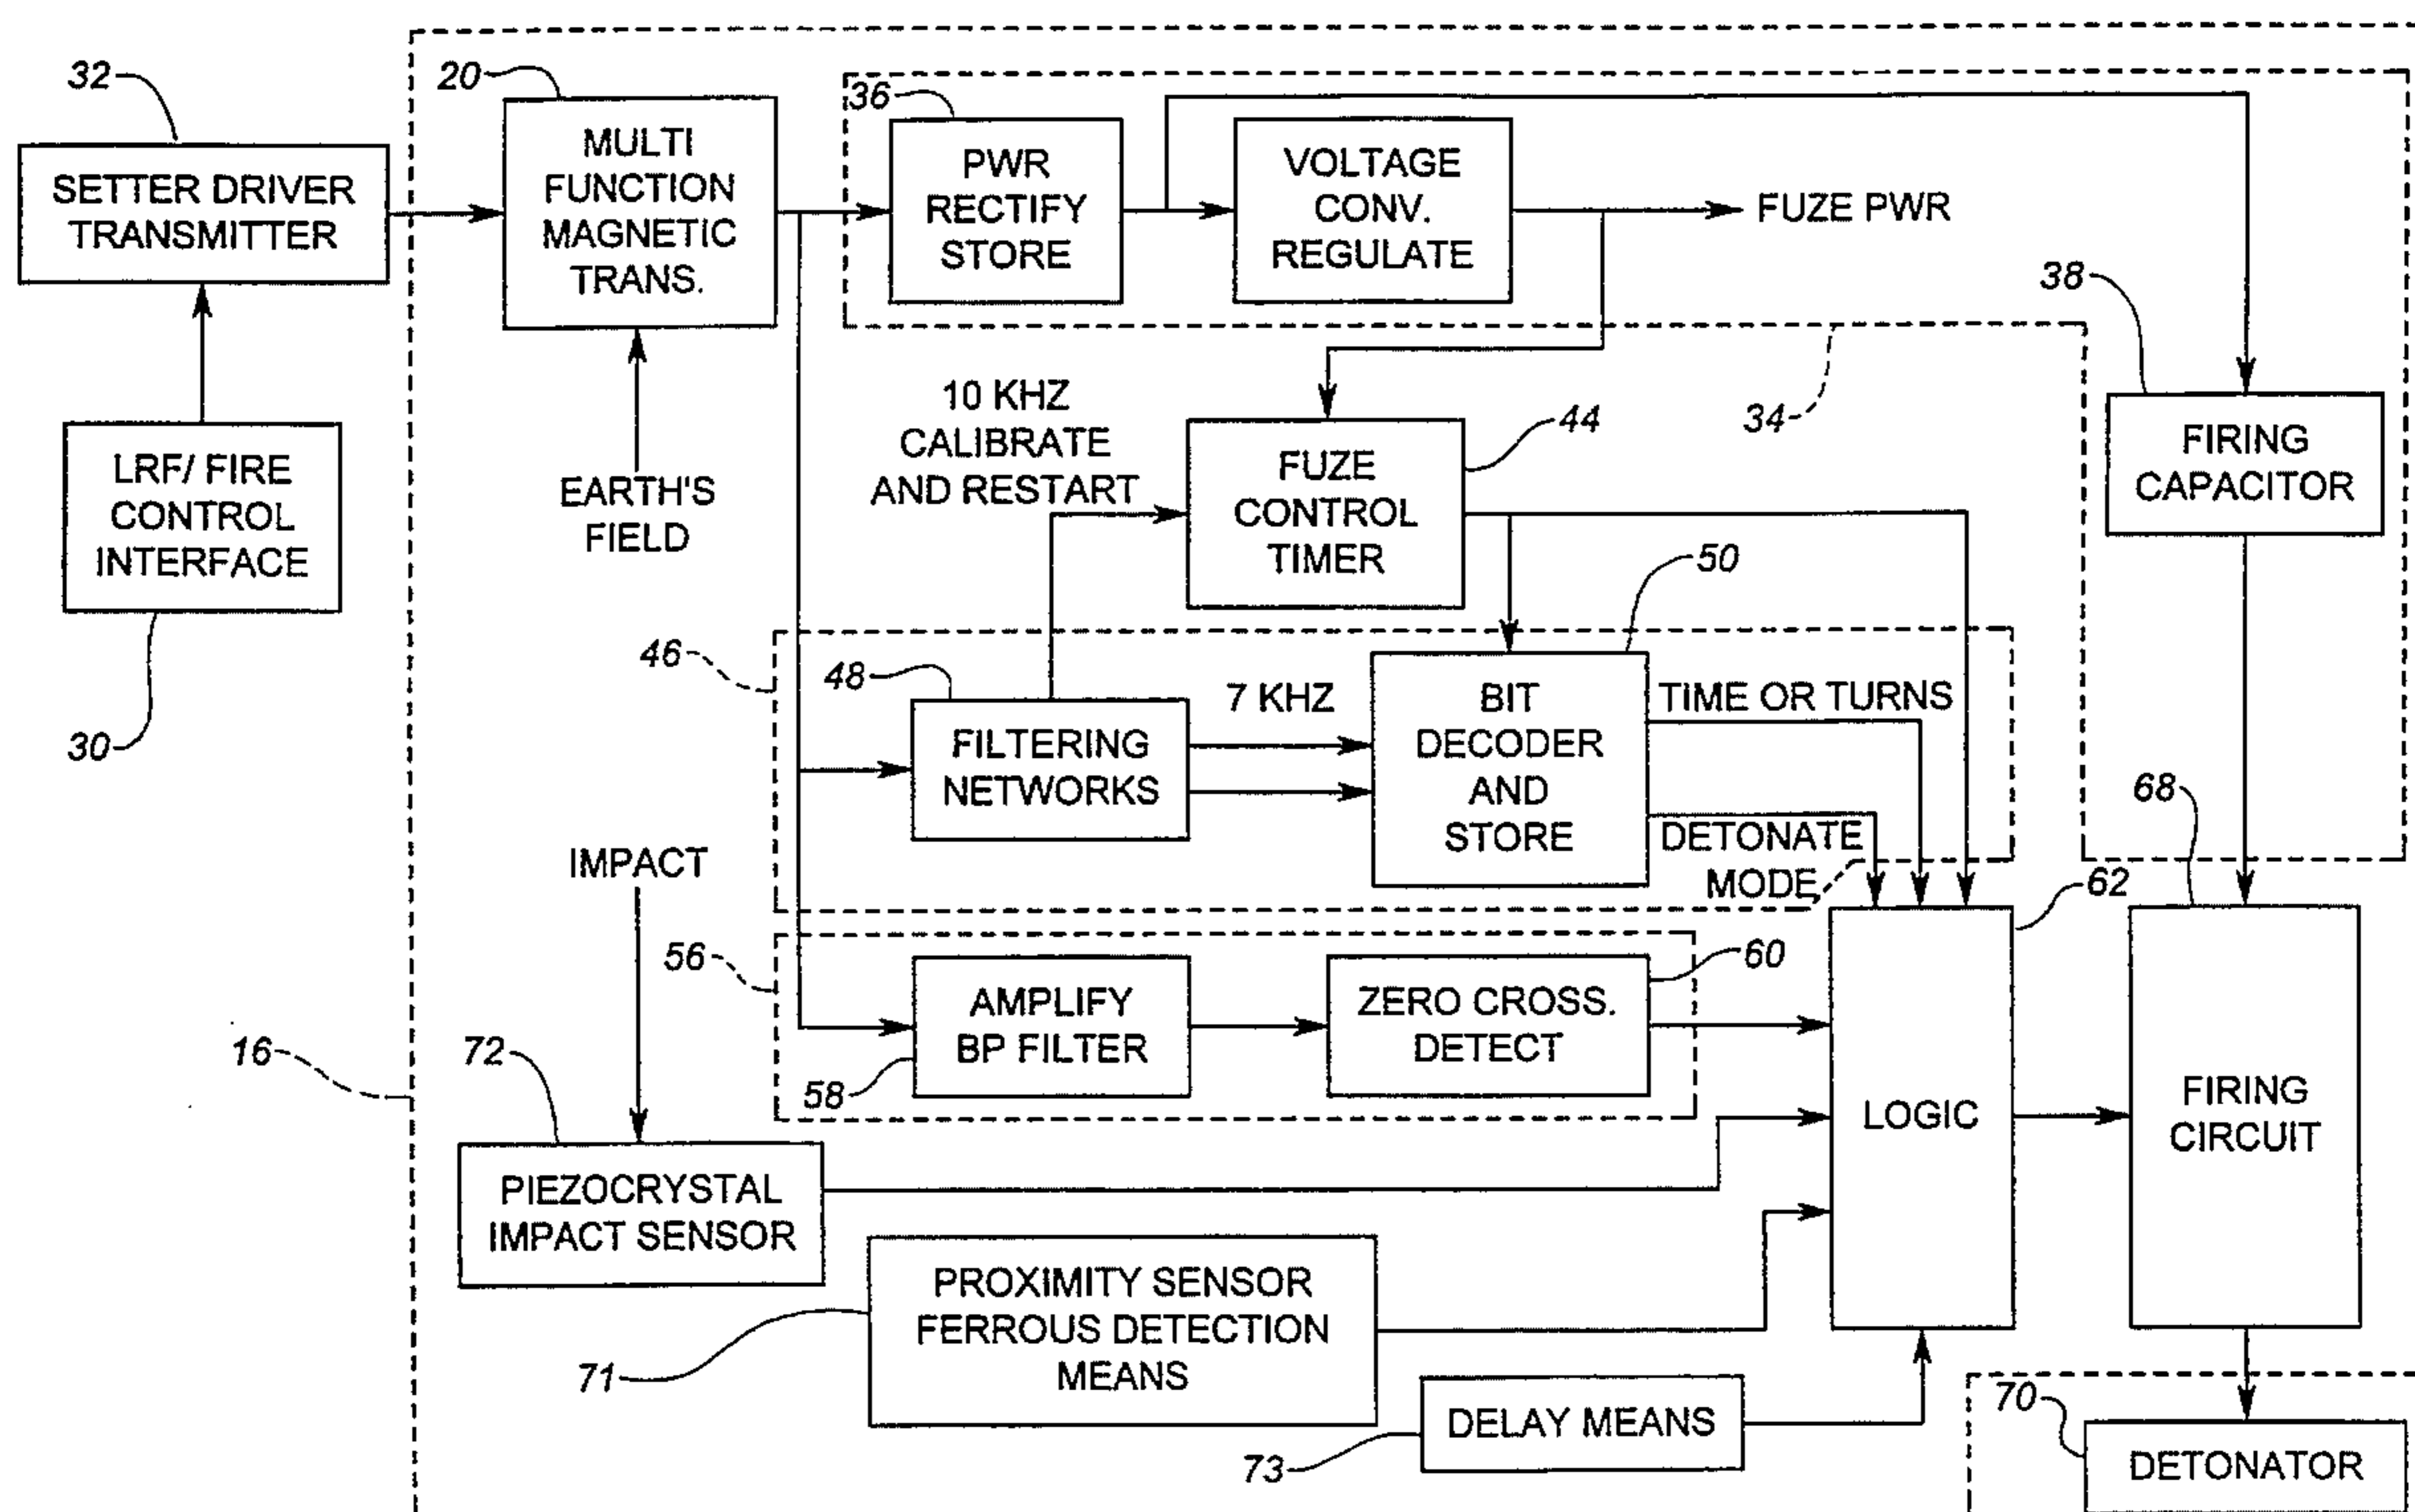 32
SETTER DRIVER
TRANSMITTER
LRF/ FIRE
CONTROL
INTERFACE
30
16
20
MULTI
FUNCTION
MAGNETIC
TRANS.
EARTH'S
FIELD
36
PWR
RECTIFY
STORE
VOLTAGE
CONV.
REGULATE
FUZE PWR
34
38
FIRING
CAPACITOR
10 KHZ
CALIBRATE
AND RESTART
FUZE
CONTROL
TIMER
44
46
48
FILTERING
NETWORKS
7 KHZ
50
BIT
DECODER
AND
STORE
TIME OR TURNS
DETONATE
MODE
IMPACT
56
AMPLIFY
BP FILTER
58
60
ZERO CROSS.
DETECT
62
LOGIC
68
FIRING
CIRCUIT
72
PIEZOCRYSTAL
IMPACT SENSOR
PROXIMITY SENSOR
FERROUS DETECTION
MEANS
71
DELAY MEANS
73
70
DETONATOR